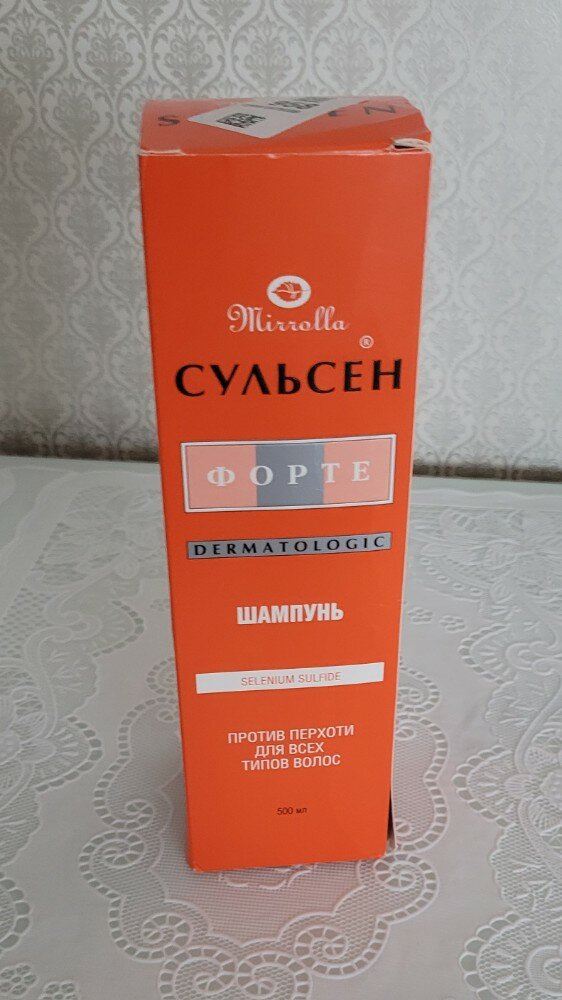 Mirrolla
®
СУЛЬСЕН
ФОРТЕ
DERMATOLOGIC
ШАМПУНЬ
SELENIUM SULFIDE
ПРОТИВ ПЕРХОТИ
ДЛЯ ВСЕХ
ТИПОВ ВОЛОС
500 мл